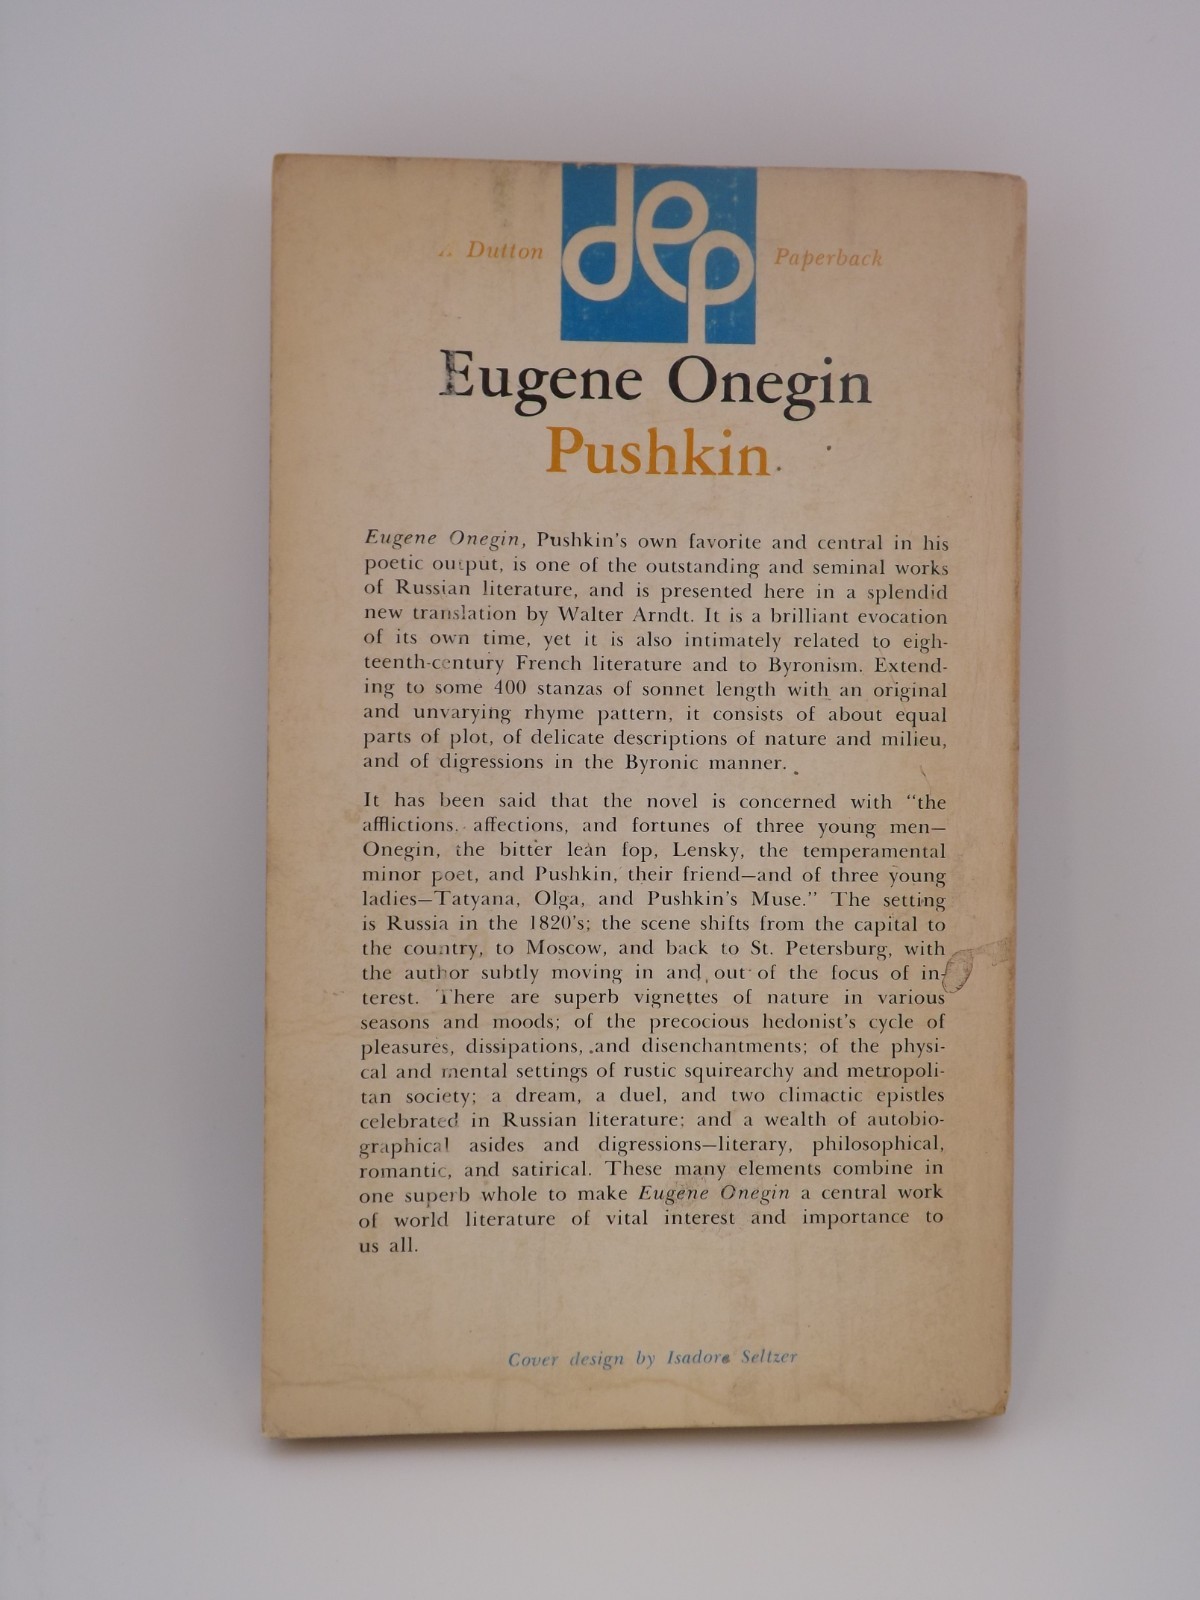 A Dutton dep Paperback
Eugene Onegin
Pushkin
Eugene Onegin, Pushkin's own favorite and central in his
poetic output, is one of the outstanding and seminal works
of Russian literature, and is presented here in a splendid
new translation by Walter Arndt. It is a brilliant evocation
of its own time, yet it is also intimately related to eigh-
teenth-century French literature and to Byronism. Extend-
ing to some 400 stanzas of sonnet length with an original
and unvarying rhyme pattern, it consists of about equal
parts of plot, of delicate descriptions of nature and milieu,
and of digressions in the Byronic manner.
It has been said that the novel is concerned with "the
afflictions, affections, and fortunes of three young men—
Onegin, the bitter lean fop, Lensky, the temperamental
minor poet, and Pushkin, their friend—and of three young
ladies—Tatyana, Olga, and Pushkin's Muse." The setting
is Russia in the 1820's; the scene shifts from the capital to
the country, to Moscow, and back to St. Petersburg, with
the author subtly moving in and out of the focus of in-
terest. There are superb vignettes of nature in various
seasons and moods; of the precocious hedonist's cycle of
pleasures, dissipations, and disenchantments; of the physi-
cal and mental settings of rustic squirearchy and metropoli-
tan society; a dream, a duel, and two climactic epistles
celebrated in Russian literature; and a wealth of autobio-
graphical asides and digressions—literary, philosophical,
romantic, and satirical. These many elements combine in
one superb whole to make Eugene Onegin a central work
of world literature of vital interest and importance to
us all.
Cover design by Isadore Seltzer